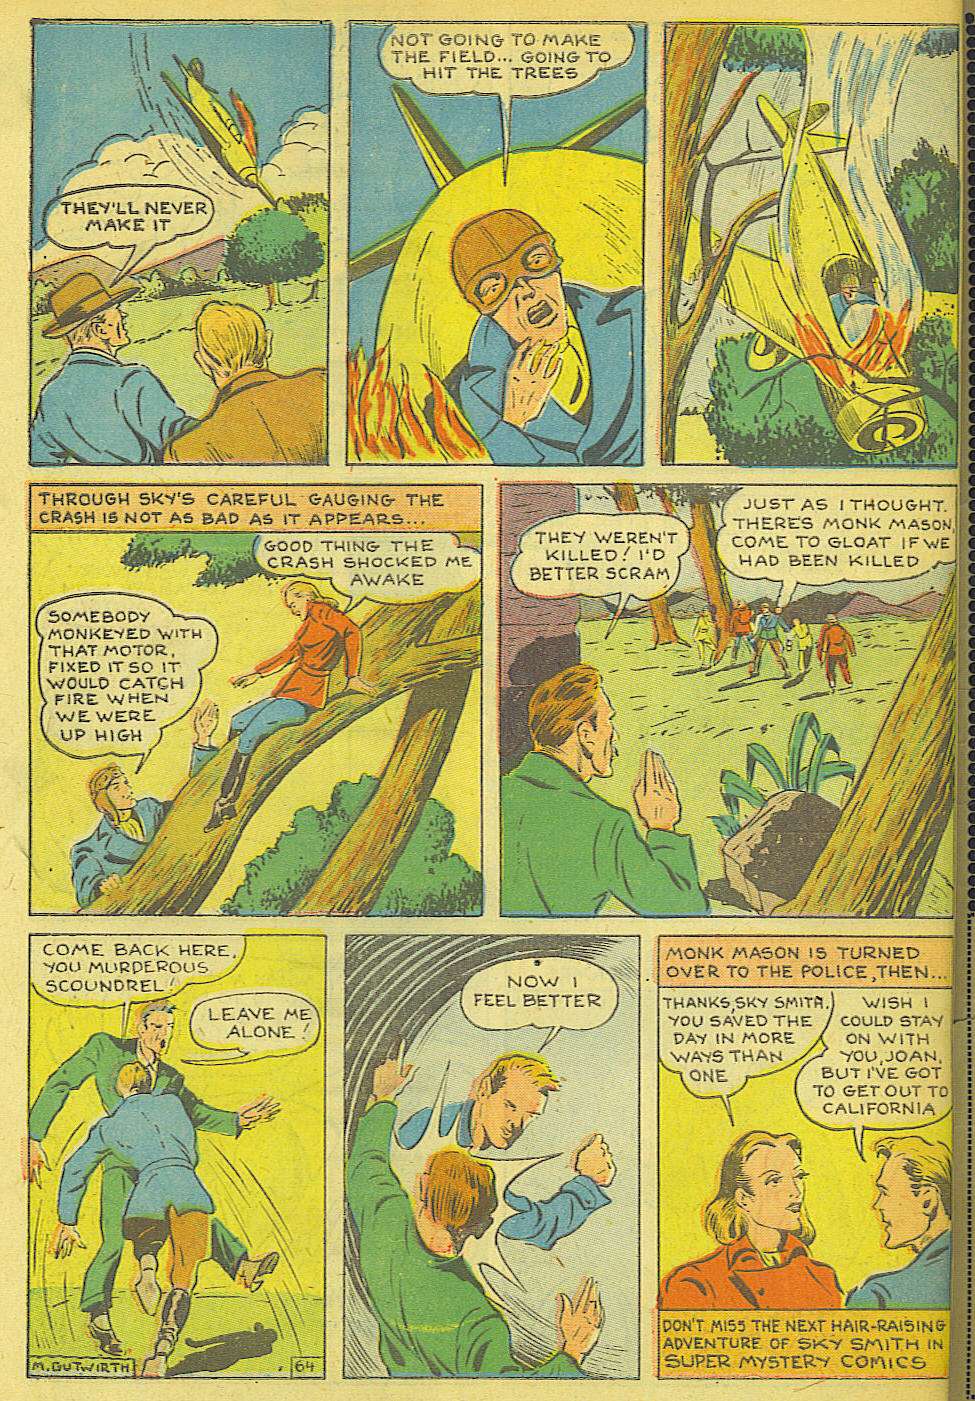 THEY'LL NEVER
MAKE IT
NOT GOING TO MAKE
THE FIELD... GOING TO
HIT THE TREES
THROUGH SKY'S CAREFUL GAUGING THE
CRASH IS NOT AS BAD AS IT APPEARS...
GOOD THING THE
CRASH SHOCKED ME
AWAKE
SOMEBODY
MONKEYED WITH
THAT MOTOR,
FIXED IT SO IT
WOULD CATCH
FIRE WHEN
WE WERE
UP HIGH
THEY WEREN'T
KILLED! I'D
BETTER SCRAM
JUST AS I THOUGHT.
THERE'S MONK MASON,
COME TO GLOAT IF WE
HAD BEEN KILLED
COME BACK HERE,
YOU MURDEROUS
SCOUNDREL!
LEAVE ME
ALONE!
M. GUTWIRTH
64
NOW I
FEEL BETTER
MONK MASON IS TURNED
OVER TO THE POLICE, THEN...
THANKS, SKY SMITH.
YOU SAVED THE
DAY IN MORE
WAYS THAN
ONE
WISH I
COULD STAY
ON WITH
YOU, JOAN,
BUT I'VE GOT
TO GET OUT TO
CALIFORNIA
DON'T MISS THE NEXT HAIR-RAISING
ADVENTURE OF SKY SMITH IN
SUPER MYSTERY COMICS